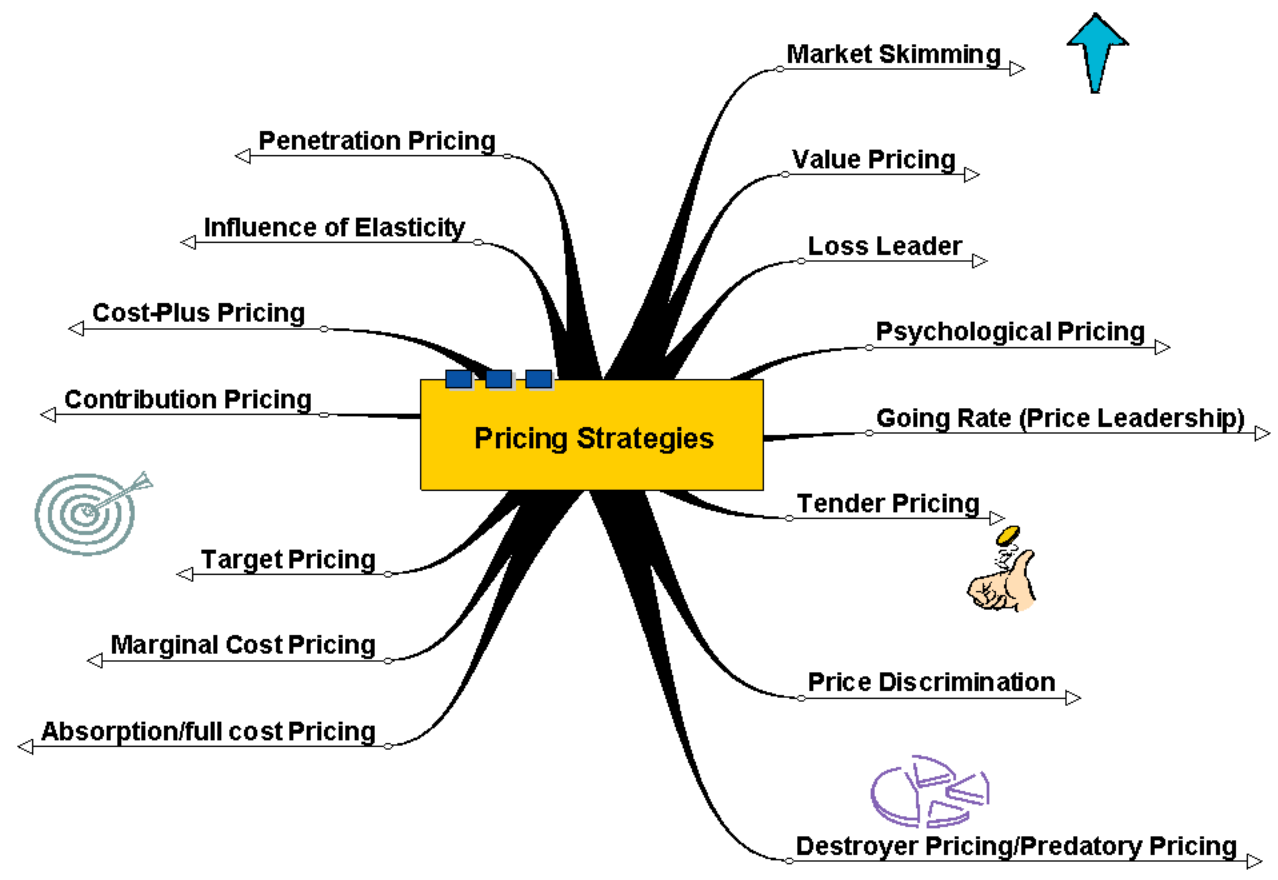 Market Skimming
Penetration Pricing
Value Pricing
Influence of Elasticity
Loss Leader
Cost-Plus Pricing
Psychological Pricing
Contribution Pricing
Going Rate (Price Leadership)
Pricing Strategies
Tender Pricing
Target Pricing
Marginal Cost Pricing
Price Discrimination
Absorption/full cost Pricing
Destroyer Pricing/Predatory Pricing